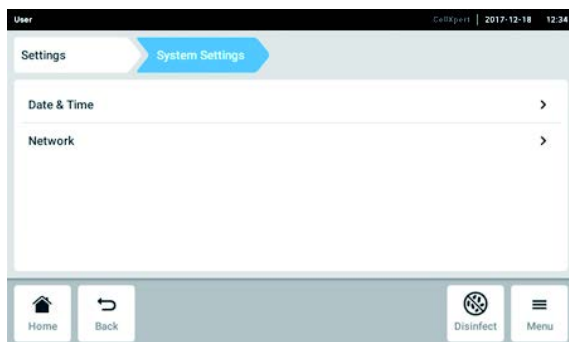 User CellXpert 2017-12-18 12:34
Settings System Settings
Date & Time
Network
Home Back Disinfect Menu